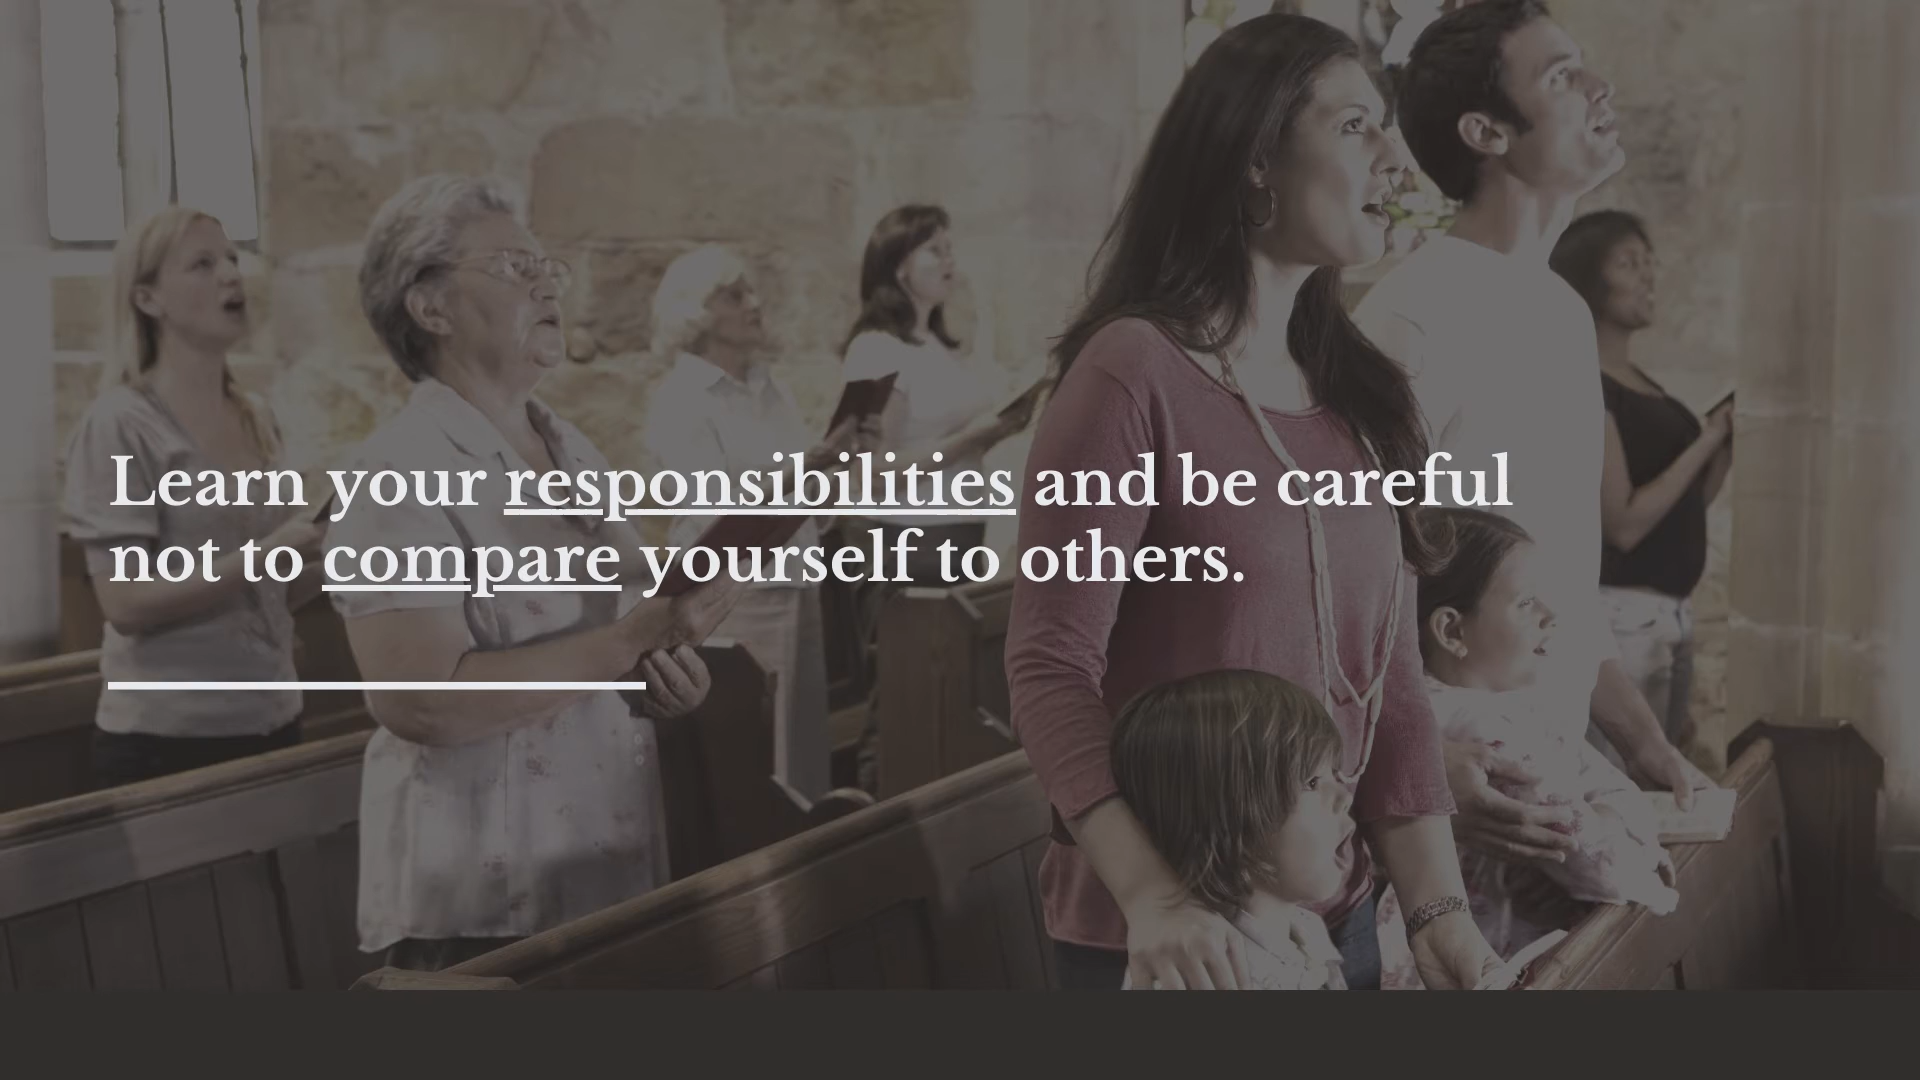 Learn your responsibilities and be careful
not to compare yourself to others.